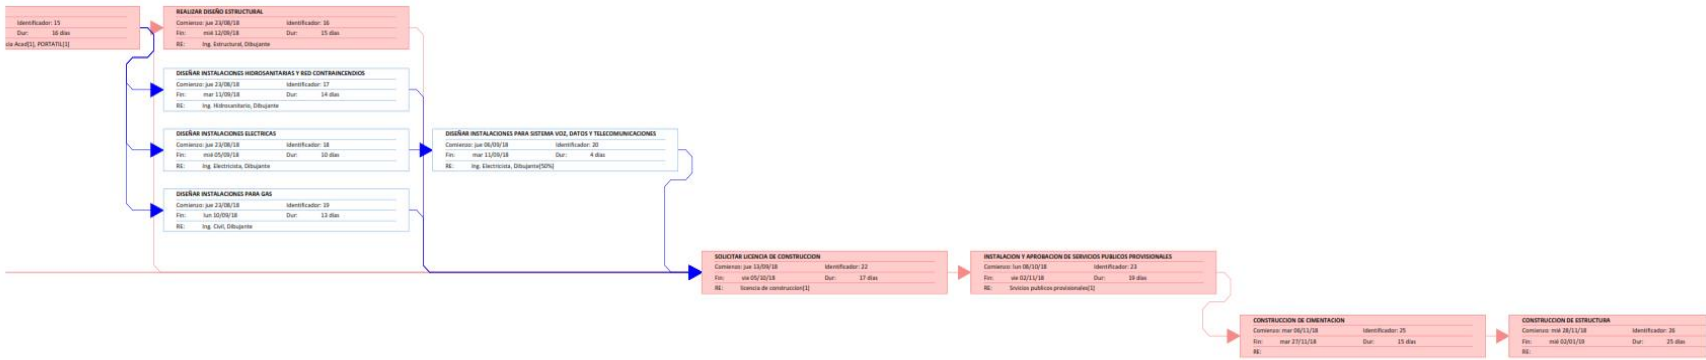 Identificador: 15
Dur: 16 dias
Acad[1], PORTATIL[1]
REALIZAR DISEÑO ESTRUCTURAL
Comienzo: jue 23/08/18 Identificador: 16
Fin: mié 12/09/18 Dur: 15 dias
RE: Ing. Estructural, Dibujante
DISEÑAR INSTALACIONES HIDROSANITARIAS Y RED CONTRAINCENDIOS
Comienzo: jue 23/08/18 Identificador: 17
Fin: mar 11/09/18 Dur: 14 dias
RE: Ing. Hidrosanitario, Dibujante
DISEÑAR INSTALACIONES ELECTRICAS
Comienzo: jue 23/08/18 Identificador: 18
Fin: mié 05/09/18 Dur: 10 dias
RE: Ing. Electricista, Dibujante
DISEÑAR INSTALACIONES PARA SISTEMA VOZ, DATOS Y TELECOMUNICACIONES
Comienzo: jue 06/09/18 Identificador: 20
Fin: mar 11/09/18 Dur: 4 dias
RE: Ing. Electricista, Dibujante[50%]
DISEÑAR INSTALACIONES PARA GAS
Comienzo: jue 23/08/18 Identificador: 19
Fin: lun 10/09/18 Dur: 13 dias
RE: Ing. Civil, Dibujante
SOLICITAR LICENCIA DE CONSTRUCCION
Comienzo: jue 13/09/18 Identificador: 22
Fin: vie 05/10/18 Dur: 17 dias
RE: licencia de construccion[1]
INSTALACION Y APROBACION DE SERVICIOS PUBLICOS PROVISIONALES
Comienzo: lun 08/10/18 Identificador: 23
Fin: vie 02/11/18 Dur: 19 dias
RE: Srvicios publicos provisionales[1]
CONSTRUCCION DE CIMENTACION
Comienzo: mar 06/11/18 Identificador: 25
Fin: mar 27/11/18 Dur: 15 dias
RE:
CONSTRUCCION DE ESTRUCTURA
Comienzo: mié 28/11/18 Identificador: 26
Fin: mié 02/01/19 Dur: 25 dias
RE: